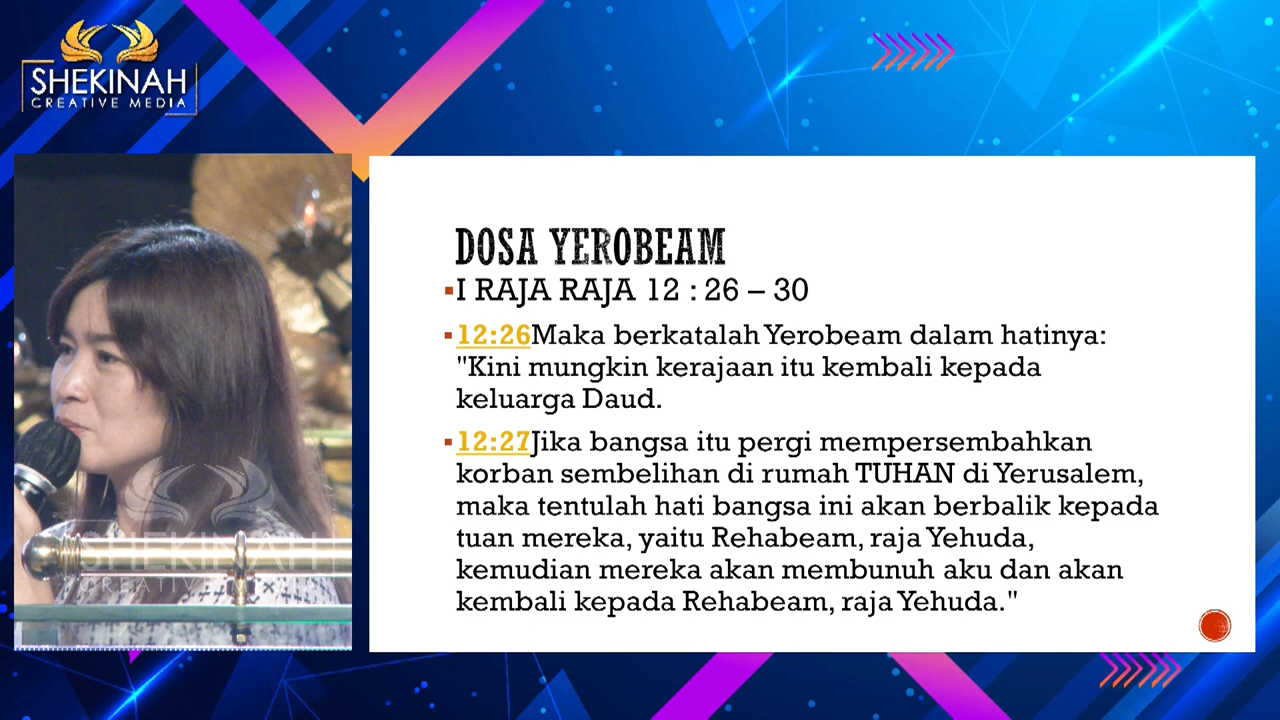 SHEKINAH
CREATIVE MEDIA
DOSA YEROBEAM
I RAJA RAJA 12 : 26 – 30
12:26Maka berkatalah Yerobeam dalam hatinya:
"Kini mungkin kerajaan itu kembali kepada
keluarga Daud.
12:27Jika bangsa itu pergi mempersembahkan
korban sembelihan di rumah TUHAN di Yerusalem,
maka tentulah hati bangsa ini akan berbalik kepada
tuan mereka, yaitu Rehabeam, raja Yehuda,
kemudian mereka akan membunuh aku dan akan
kembali kepada Rehabeam, raja Yehuda."
SHEKINAH